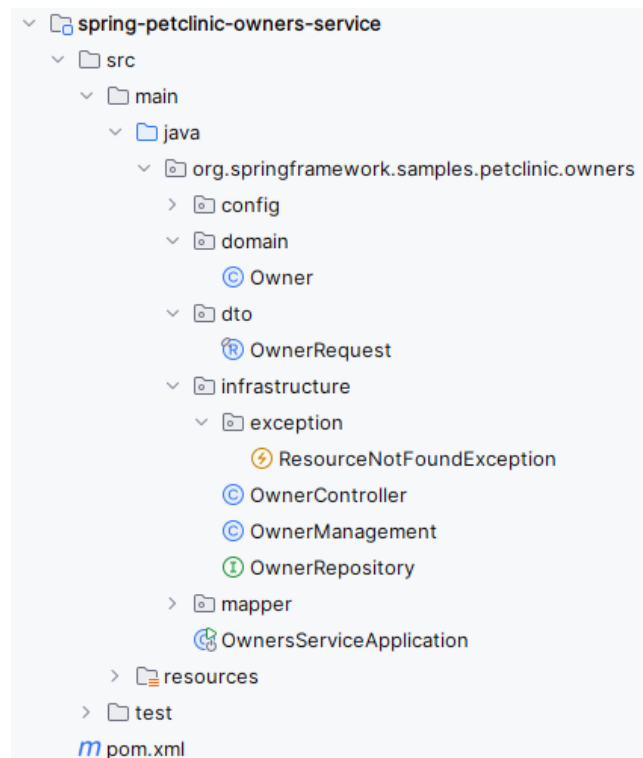 spring-petclinic-owners-service
src
main
java
org.springframework.samples.petclinic.owners
config
domain
C Owner
dto
R OwnerRequest
infrastructure
exception
ResourceNotFoundException
C OwnerController
C OwnerManagement
I OwnerRepository
mapper
C OwnersServiceApplication
resources
test
m pom.xml